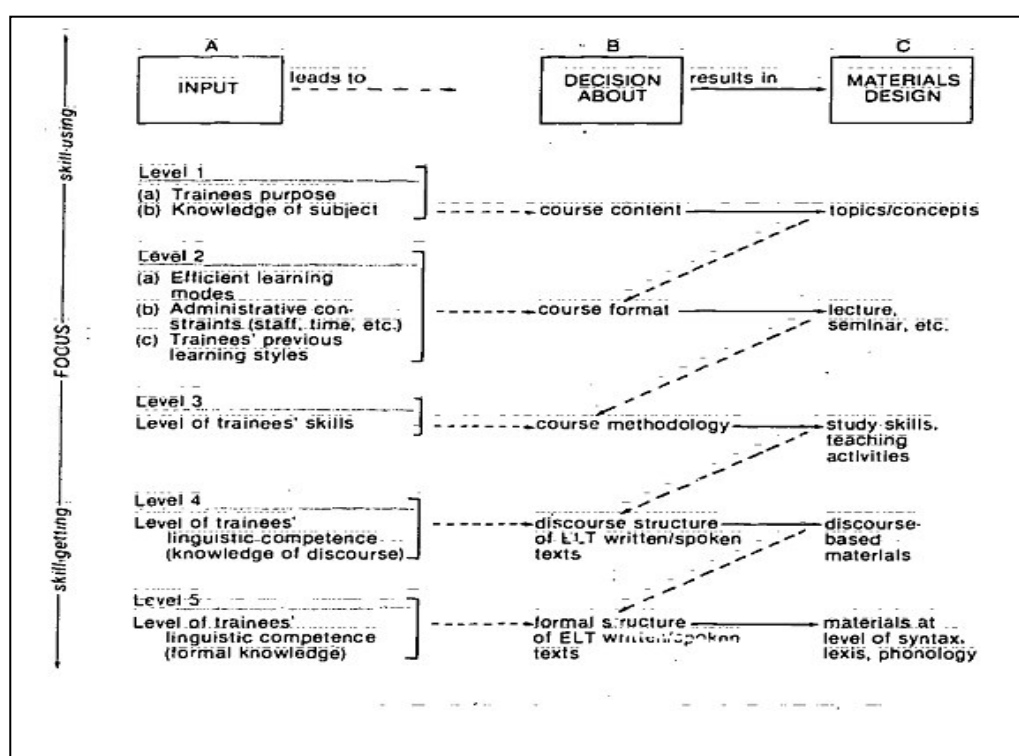 A
B
C
INPUT
leads to
DECISION
ABOUT
results in
MATERIALS
DESIGN
skill-using
FOCUS
skill-getting
Level 1
(a) Trainees purpose
(b) Knowledge of subject
course content
topics/concepts
Level 2
(a) Efficient learning
modes
(b) Administrative con-
straints (staff, time, etc.)
(c) Trainees' previous
learning styles
course format
lecture,
seminar, etc.
Level 3
Level of trainees' skills
course methodology
study skills,
teaching
activities
Level 4
Level of trainees'
linguistic competence
(knowledge of discourse)
discourse structure
of ELT written/spoken
texts
discourse-
based
materials
Level 5
Level of trainees'
linguistic competence
(formal knowledge)
formal structure
of ELT written/spoken
texts
materials at
level of syntax,
lexis, phonology